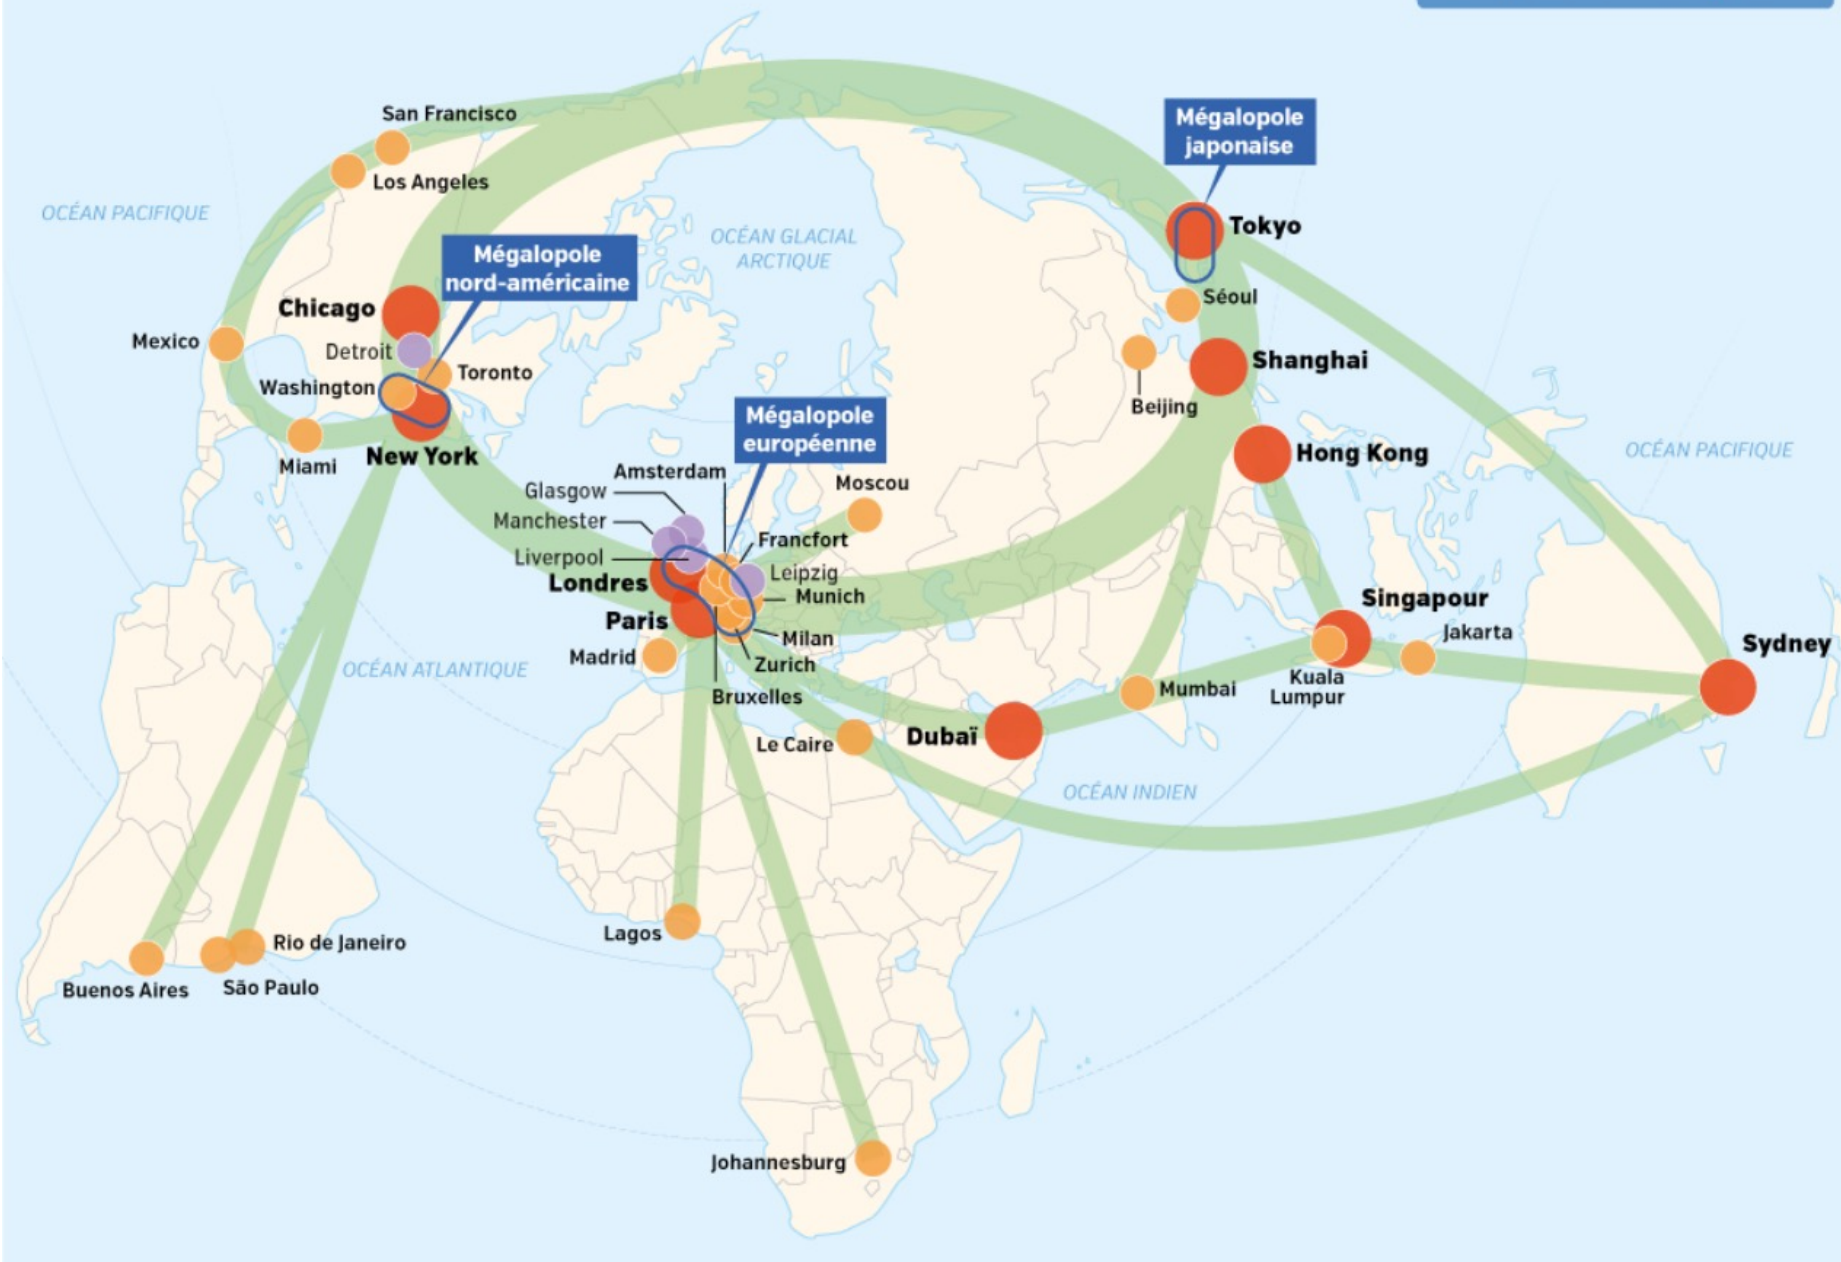 San Francisco
Los Angeles
OCÉAN PACIFIQUE
Mégalopole
japonaise
Tokyo
OCÉAN GLACIAL
ARCTIQUE
Mégalopole
nord-américaine
Séoul
Chicago
Mexico
Detroit
Toronto
Washington
Shanghai
Beijing
New York
Miami
Mégalopole
européenne
Hong Kong
OCÉAN PACIFIQUE
Amsterdam
Glasgow
Moscou
Manchester
Francfort
Liverpool
Leipzig
Londres
Munich
Paris
Milan
Madrid
Zurich
Bruxelles
OCÉAN ATLANTIQUE
Singapour
Jakarta
Sydney
Kuala
Lumpur
Mumbai
Le Caire
Dubaï
OCÉAN INDIEN
Lagos
Rio de Janeiro
Buenos Aires
São Paulo
Johannesburg